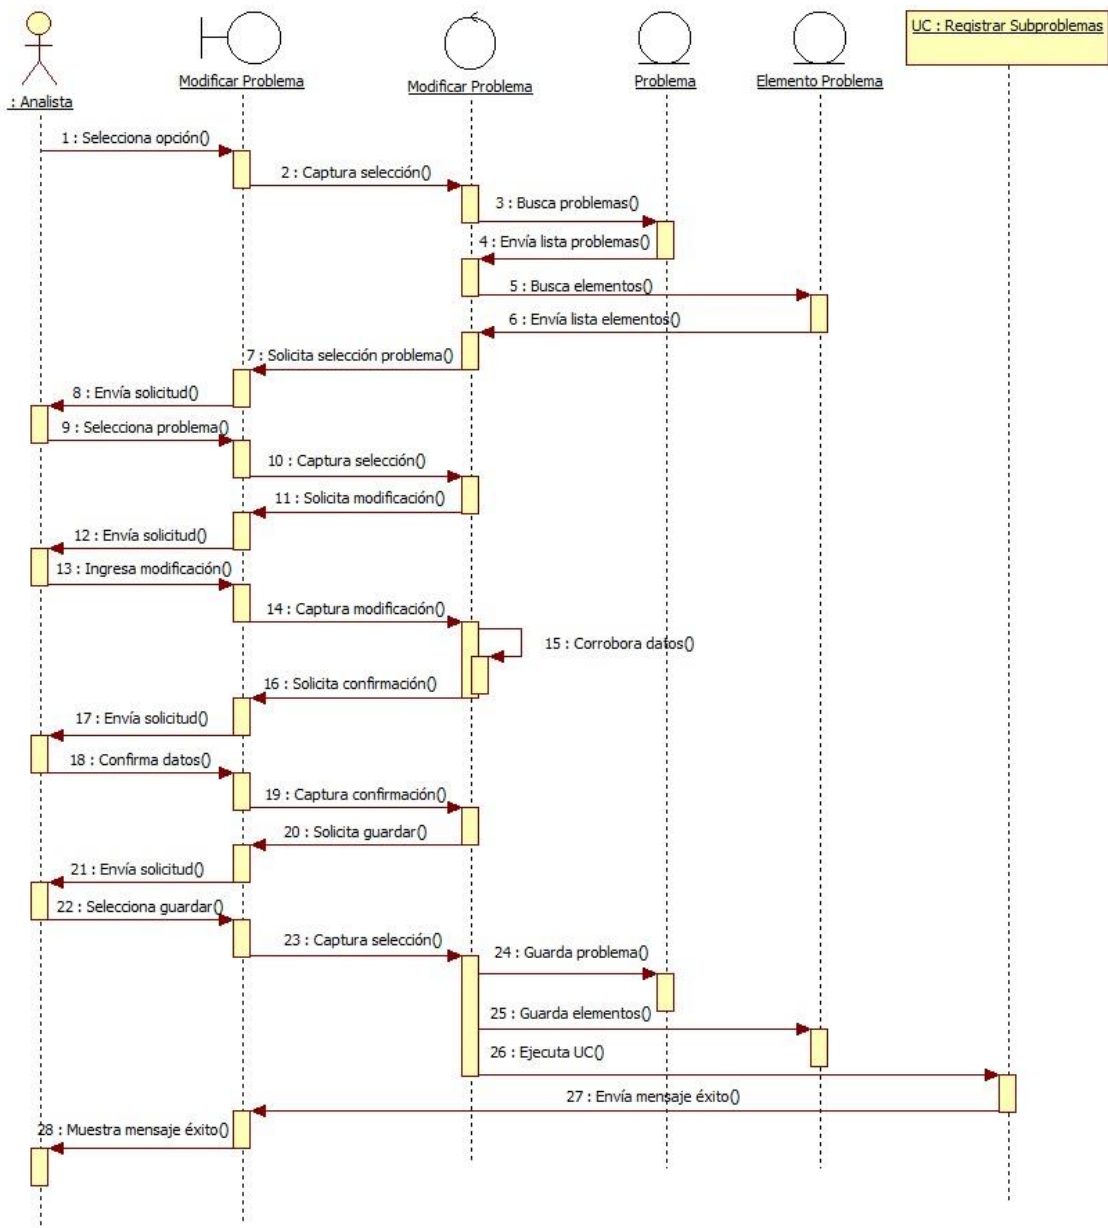 UC : Registrar Subproblemas
Modificar Problema
Modificar Problema
Problema
Elemento Problema
: Analista
1 : Selecciona opción()
2 : Captura selección()
3 : Busca problemas()
4 : Envía lista problemas()
5 : Busca elementos()
6 : Envía lista elementos()
7 : Solicita selección problema()
8 : Envía solicitud()
9 : Selecciona problema()
10 : Captura selección()
11 : Solicita modificación()
12 : Envía solicitud()
13 : Ingresa modificación()
14 : Captura modificación()
15 : Corrobora datos()
16 : Solicita confirmación()
17 : Envía solicitud()
18 : Confirma datos()
19 : Captura confirmación()
20 : Solicita guardar()
21 : Envía solicitud()
22 : Selecciona guardar()
23 : Captura selección()
24 : Guarda problema()
25 : Guarda elementos()
26 : Ejecuta UC()
27 : Envía mensaje éxito()
28 : Muestra mensaje éxito()